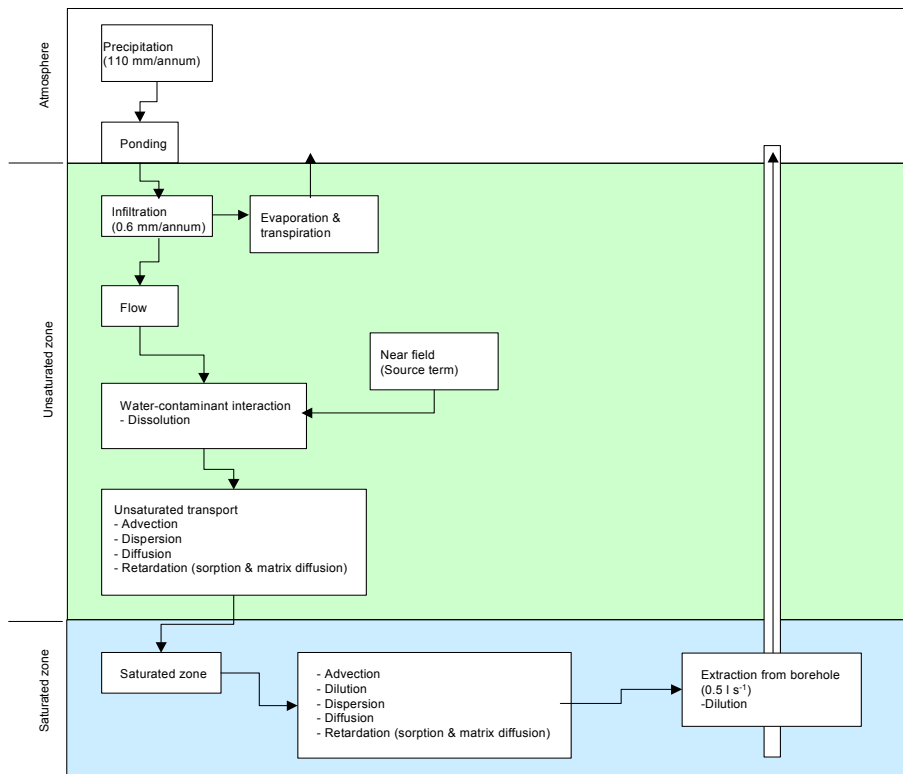 Atmosphere
Precipitation
(110 mm/annum)
Ponding
Unsaturated zone
Infiltration
(0.6 mm/annum)
Evaporation &
transpiration
Flow
Near field
(Source term)
Water-contaminant interaction
- Dissolution
Unsaturated transport
- Advection
- Dispersion
- Diffusion
- Retardation (sorption & matrix diffusion)
Saturated zone
Saturated zone
- Advection
- Dilution
- Dispersion
- Diffusion
- Retardation (sorption & matrix diffusion)
Extraction from borehole
(0.5 l s⁻¹)
-Dilution